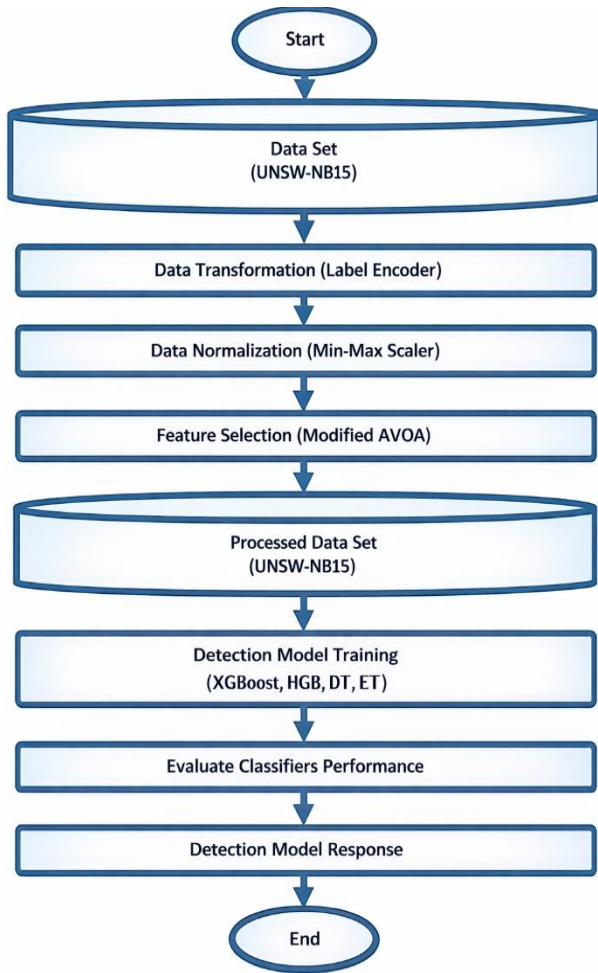 Start
Data Set
(UNSW-NB15)
Data Transformation (Label Encoder)
Data Normalization (Min-Max Scaler)
Feature Selection (Modified AVOA)
Processed Data Set
(UNSW-NB15)
Detection Model Training
(XGBoost, HGB, DT, ET)
Evaluate Classifiers Performance
Detection Model Response
End